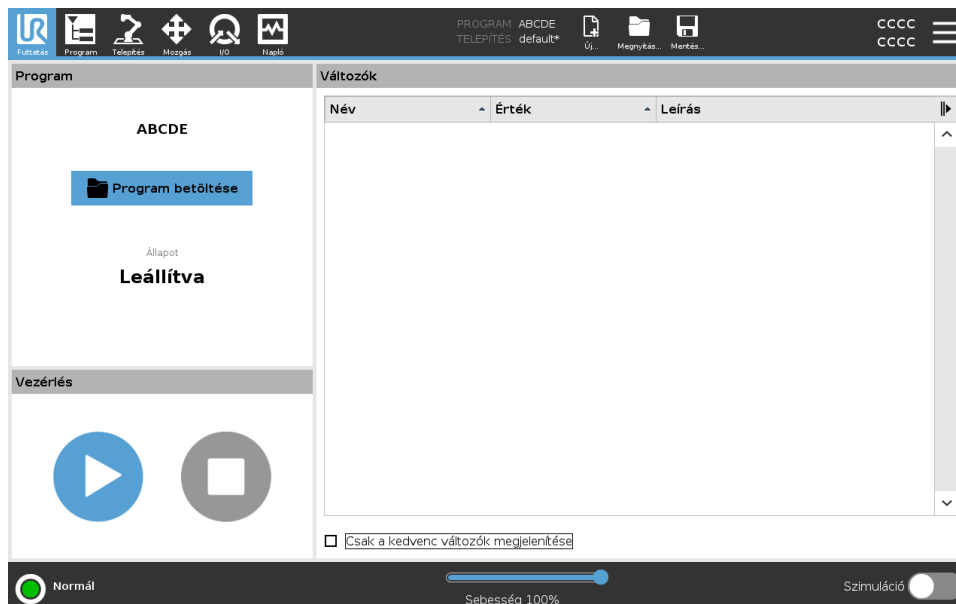 Futtatás Program Telepítés Mozgás I/O Napló
PROGRAM ABCDE
TELEPÍTÉS default*
Új... Megnyitás... Mentés...
CCCC
CCCC
Program
ABCDE
Program betöltése
Állapot
Leállítva
Vezérlés
Változók
Név Érték Leírás
Csak a kedvenc változók megjelenítése
Normál
Sebesség 100%
Szimuláció